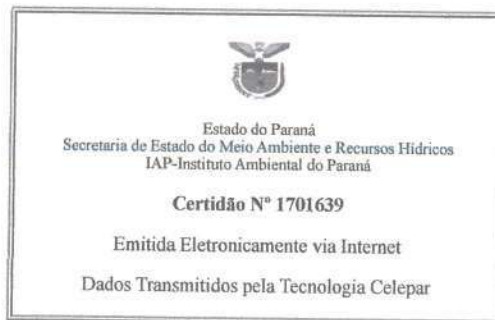 Estado do Paraná
Secretaria de Estado do Meio Ambiente e Recursos Hídricos
IAP-Instituto Ambiental do Paraná
Certidão Nº 1701639
Emitida Eletronicamente via Internet
Dados Transmitidos pela Tecnologia Celepar